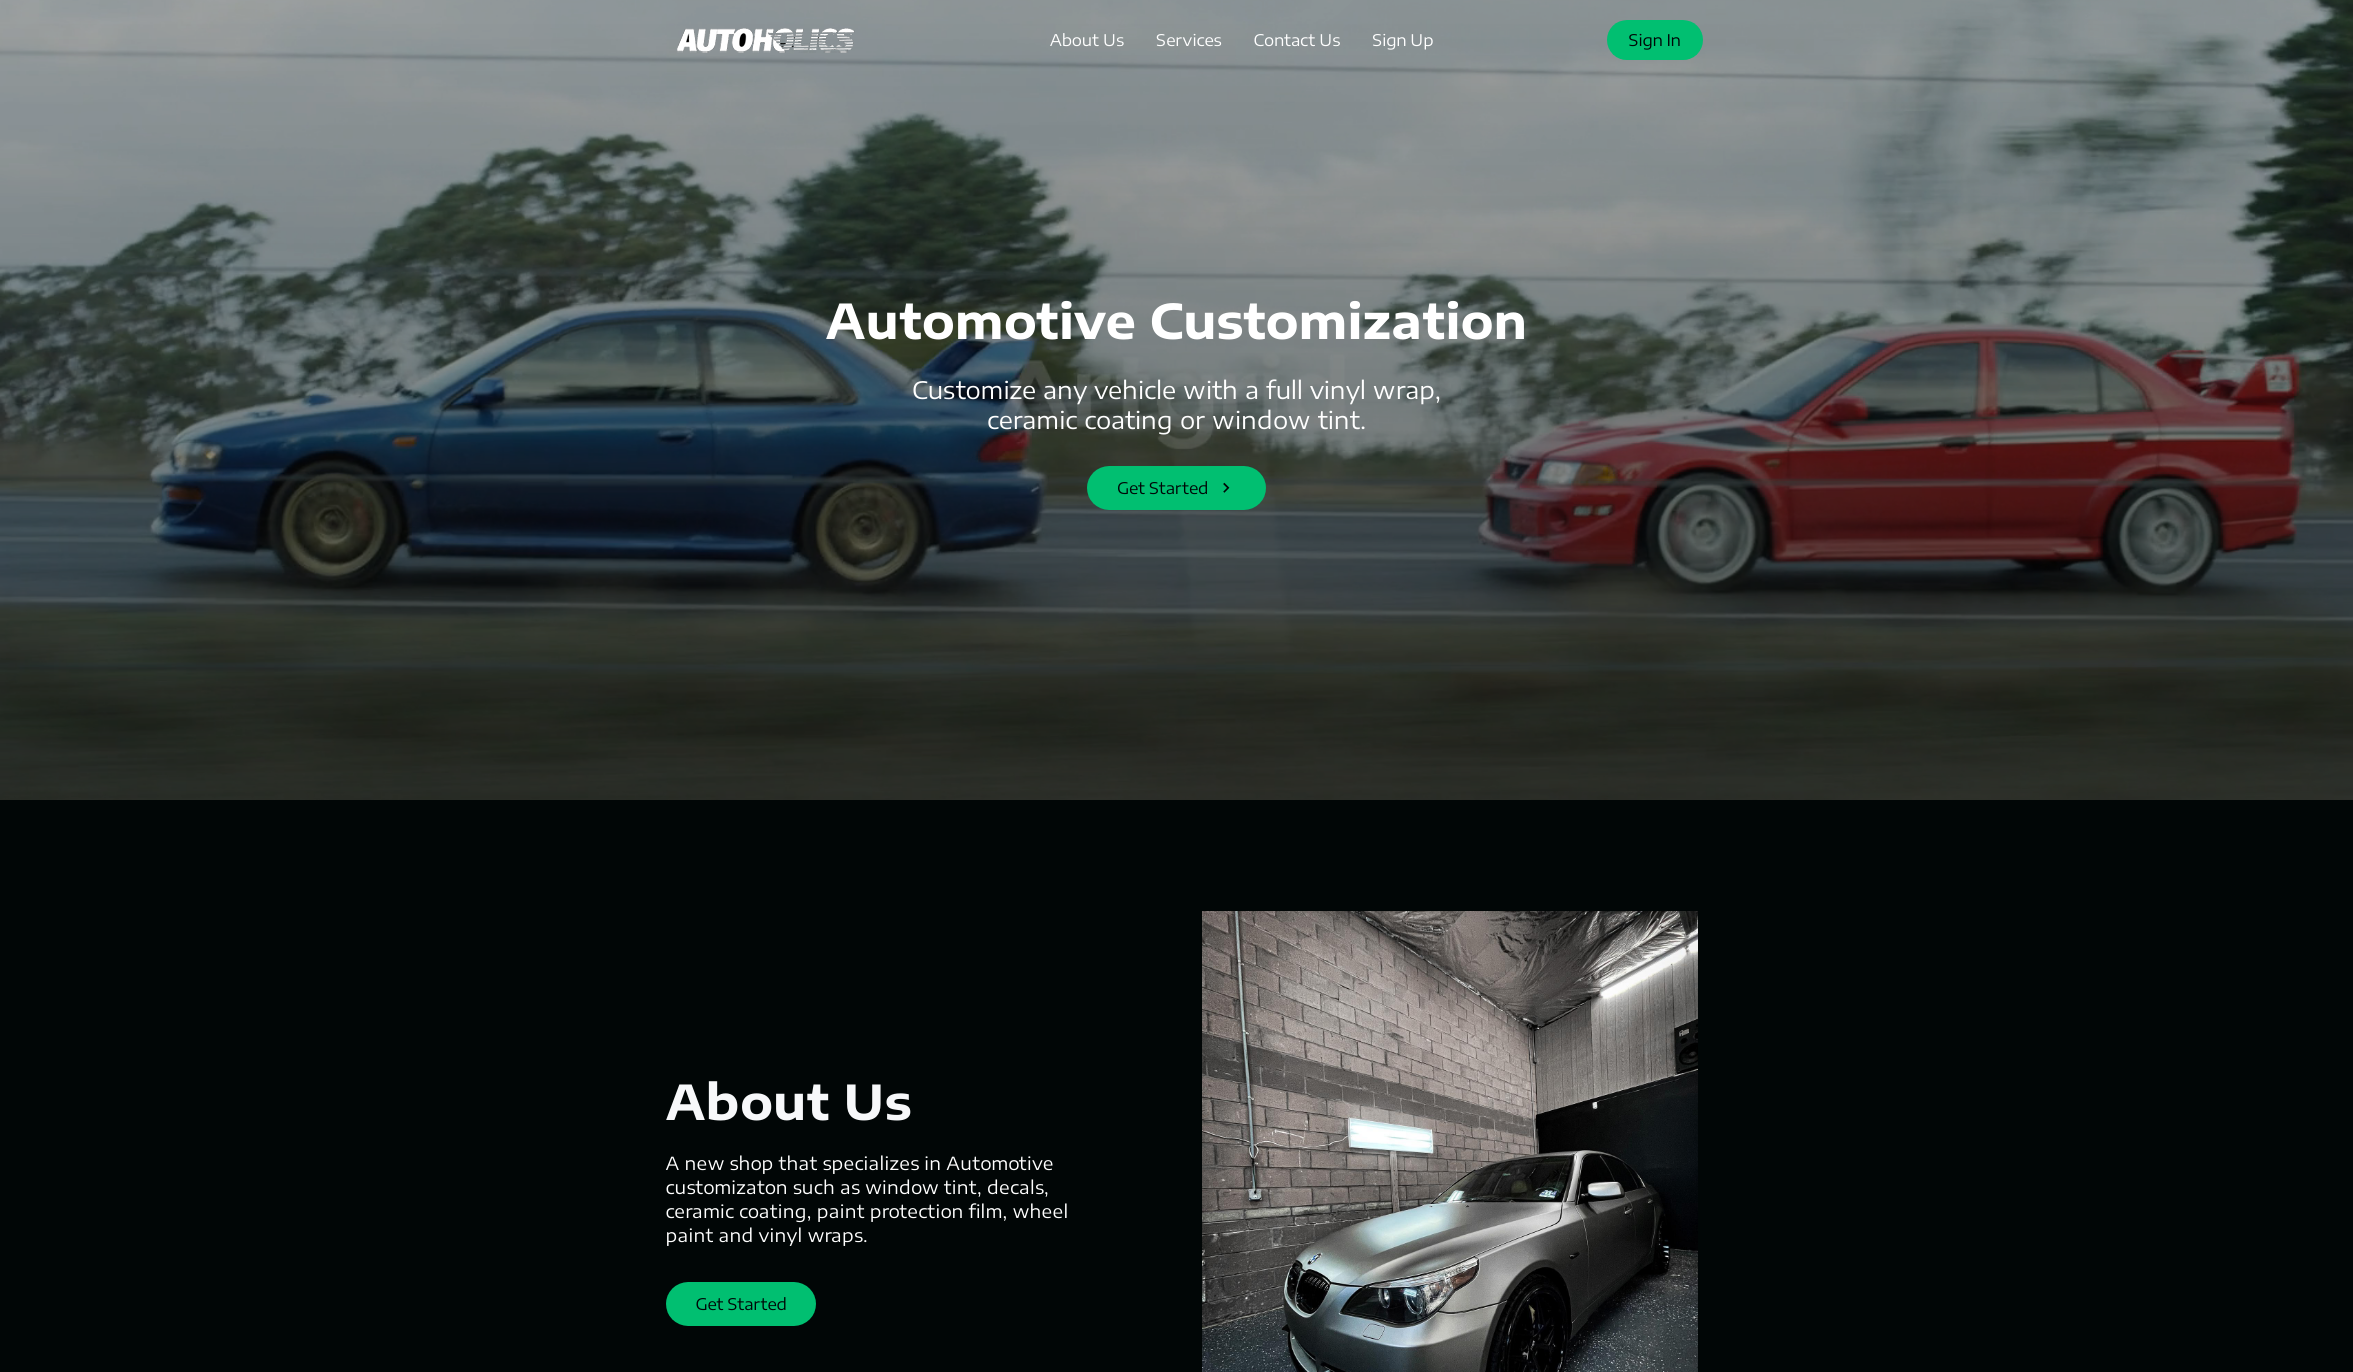 AUTOHOLICS
About Us
Services
Contact Us
Sign Up
Sign In
Automotive Customization
Customize any vehicle with a full vinyl wrap,
ceramic coating or window tint.
Get Started
About Us
A new shop that specializes in Automotive
customizaton such as window tint, decals,
ceramic coating, paint protection film, wheel
paint and vinyl wraps.
Get Started